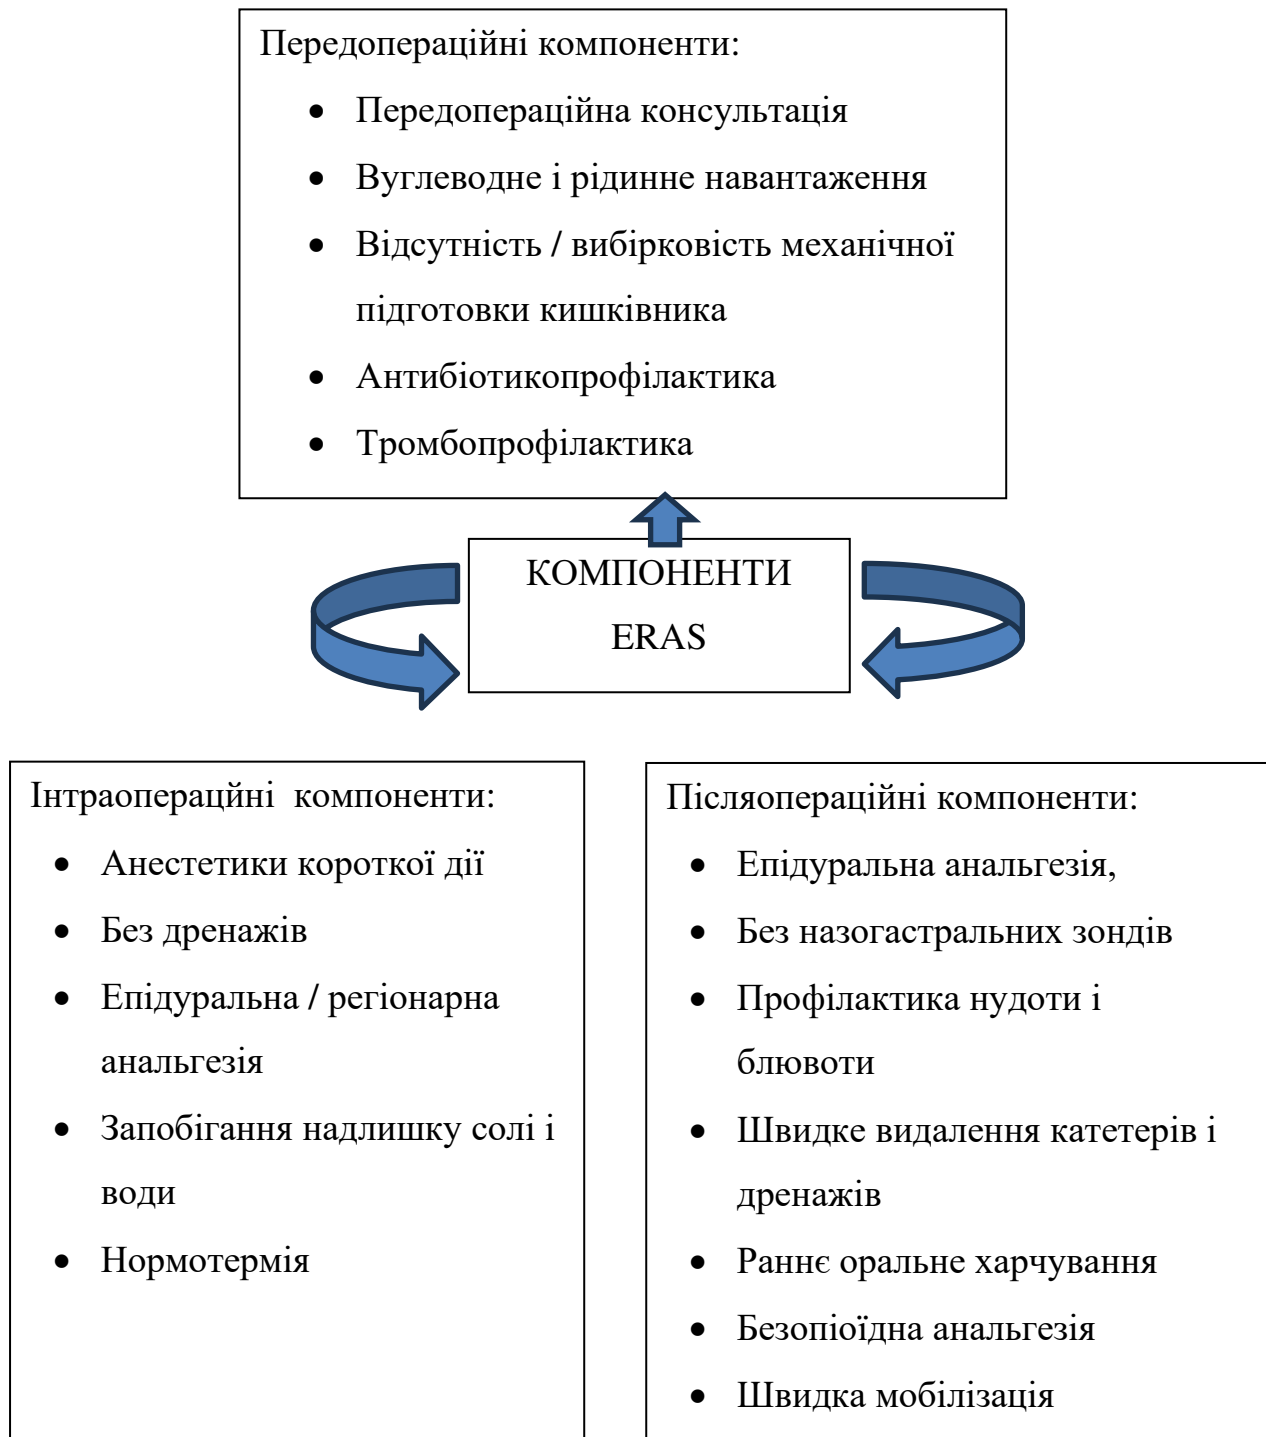 Передопераційні компоненти:
• Передопераційна консультація
• Вуглеводне і рідинне навантаження
• Відсутність / вибірковість механічної
підготовки кишківника
• Антибіотикопрофілактика
• Тромбопрофілактика
КОМПОНЕНТИ
ERAS
Інтраопераційні компоненти:
• Анестетики короткої дії
• Без дренажів
• Епідуральна / регіонарна
анальгезія
• Запобігання надлишку солі і
води
• Нормотермія
Післяопераційні компоненти:
• Епідуральна анальгезія,
• Без назогастральних зондів
• Профілактика нудоти і
блювоти
• Швидке видалення катетерів і
дренажів
• Раннє оральне харчування
• Безопіоїдна анальгезія
• Швидка мобілізація